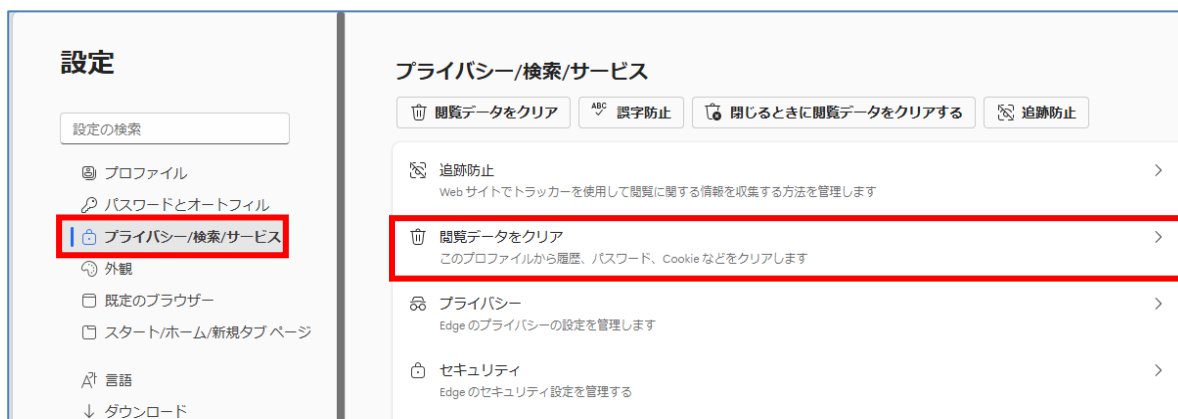 設定
設定の検索
プロファイル
パスワードとオートフィル
プライバシー/検索/サービス
外観
既定のブラウザー
スタート/ホーム/新規タブ ページ
言語
ダウンロード
プライバシー/検索/サービス
閲覧データをクリア
ABC 誤字防止
閉じるときに閲覧データをクリアする
追跡防止
追跡防止
Web サイトでトラッカーを使用して閲覧に関する情報を収集する方法を管理します
閲覧データをクリア
このプロファイルから履歴、パスワード、Cookie などをクリアします
プライバシー
Edge のプライバシーの設定を管理します
セキュリティ
Edge のセキュリティ設定を管理する